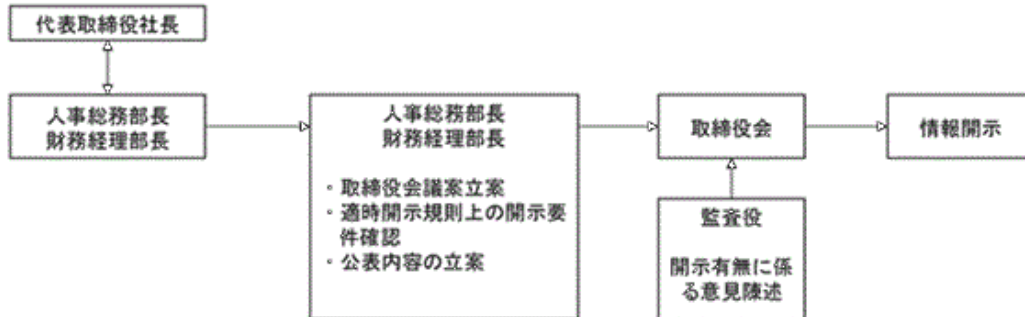 代表取締役社長
人事総務部長
財務経理部長
人事総務部長
財務経理部長
・取締役会議案立案
・適時開示規則上の開示要
件確認
・公表内容の立案
取締役会
監査役
開示有無に係
る意見陳述
情報開示